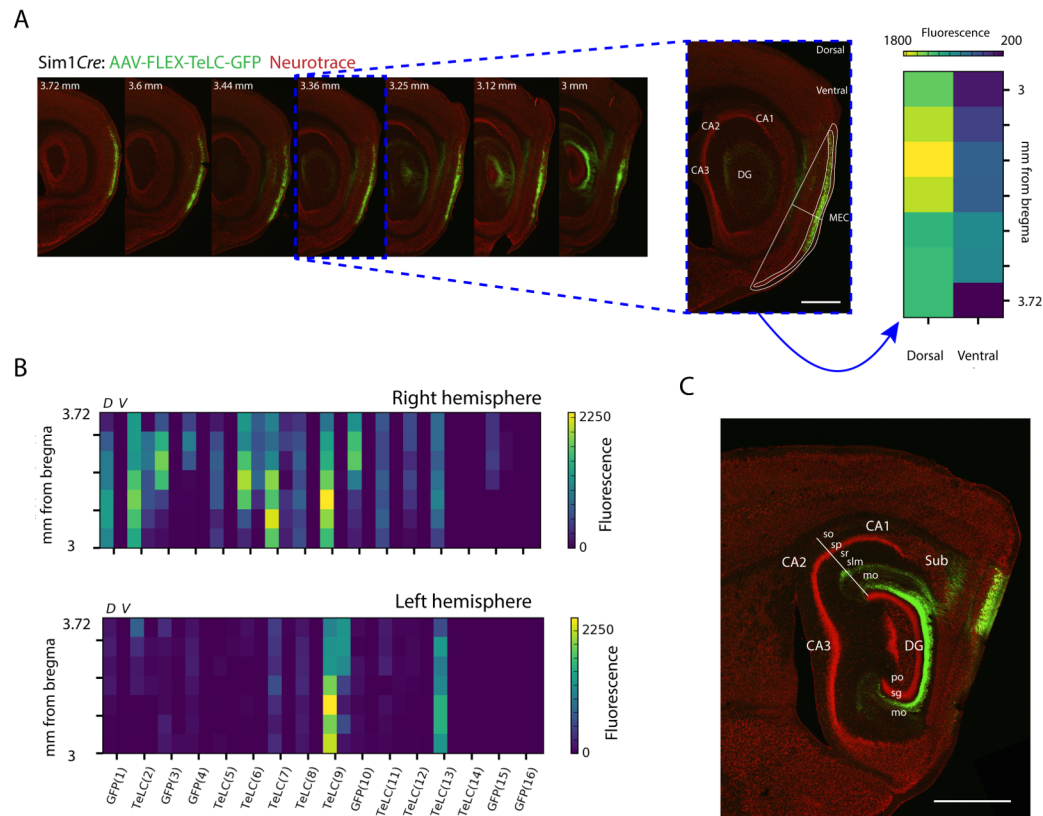 A
Sim1Cre: AAV-FLEX-TeLC-GFP Neurotrace
3.72 mm
3.6 mm
3.44 mm
3.36 mm
3.25 mm
3.12 mm
3 mm
Dorsal
Ventral
CA1
CA2
CA3
DG
MEC
Fluorescence
1800
200
3
mm from bregma
3.72
Dorsal
Ventral
B
D V
Right hemisphere
3.72
mm from bregma
3
2250
Fluorescence
0
D V
Left hemisphere
3.72
mm from bregma
3
2250
Fluorescence
0
GFP(1)
TeLC(2)
GFP(3)
GFP(4)
TeLC(5)
TeLC(6)
TeLC(7)
TeLC(8)
TeLC(9)
GFP(10)
TeLC(11)
TeLC(12)
TeLC(13)
TeLC(14)
GFP(15)
GFP(16)
C
so
sp
sr
slm
mo
CA1
Sub
CA2
CA3
DG
po
sg
mo